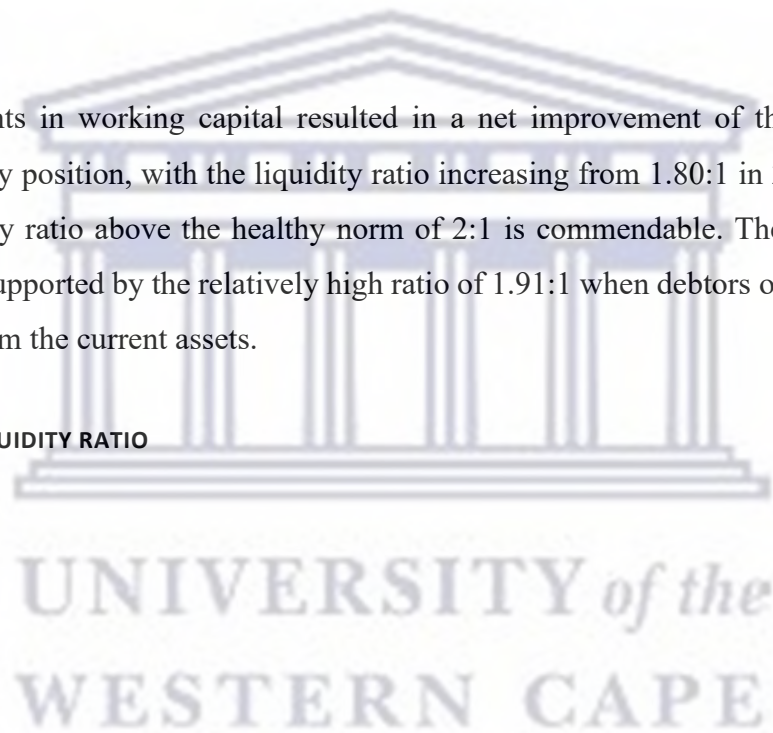 nts in working capital resulted in a net improvement of th
y position, with the liquidity ratio increasing from 1.80:1 in
y ratio above the healthy norm of 2:1 is commendable. The
upported by the relatively high ratio of 1.91:1 when debtors o
m the current assets.
UIDITY RATIO
UNIVERSITY of the
WESTERN CAPE